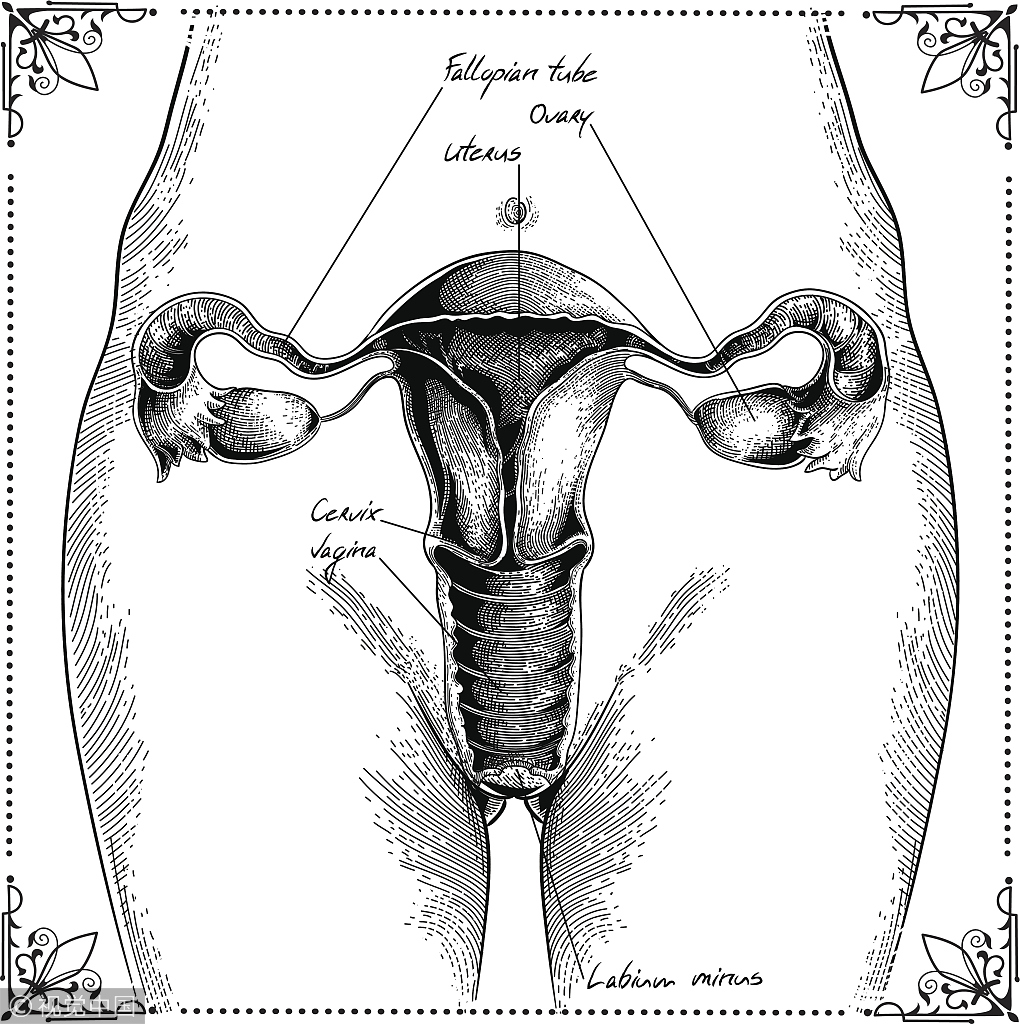 Fallopian tube
Ovary
Uterus
Cervix
Vagina
Labium minus
视觉中国